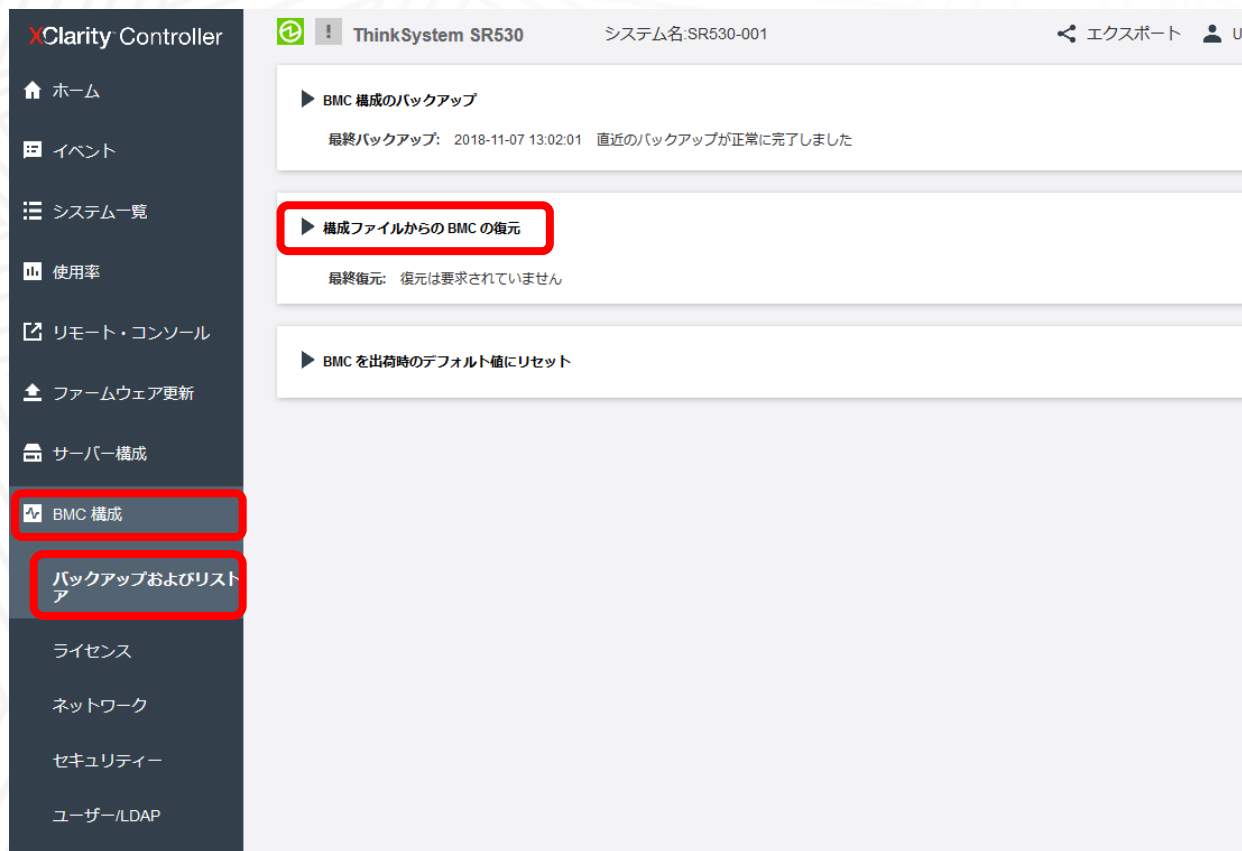 XClarity Controller
ThinkSystem SR530 システム名:SR530-001 エクスポート U
ホーム
イベント
システム一覧
使用率
リモート・コンソール
ファームウェア更新
サーバー構成
BMC 構成
バックアップおよびリスト
ア
ライセンス
ネットワーク
セキュリティー
ユーザー/LDAP
BMC 構成のバックアップ
最終バックアップ: 2018-11-07 13:02:01 直近のバックアップが正常に完了しました
構成ファイルからの BMC の復元
最終復元: 復元は要求されていません
BMC を出荷時のデフォルト値にリセット